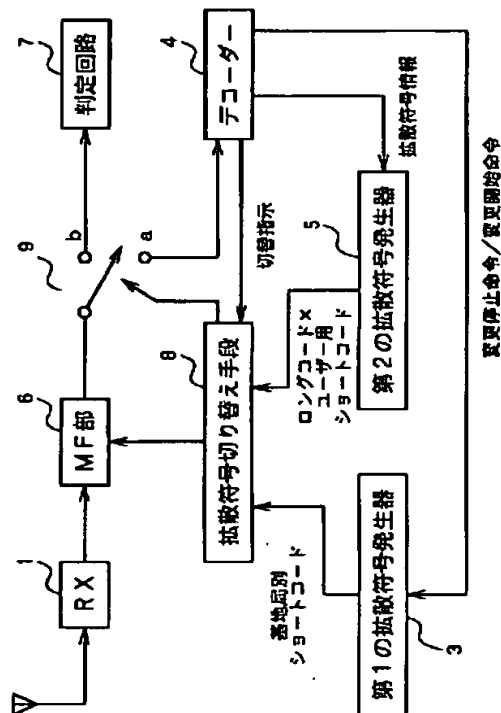 1
RX
6
MF部
9
b
a
7
判定回路
4
デコーダー
切替指示
8
拡散符号切り替え手段
拡散符号情報
5
第2の拡散符号発生器
ロングコード×
ユーザー用
ショートコード
基地局別
ショートコード
第1の拡散符号発生器
3
変更停止命令/変更開始命令